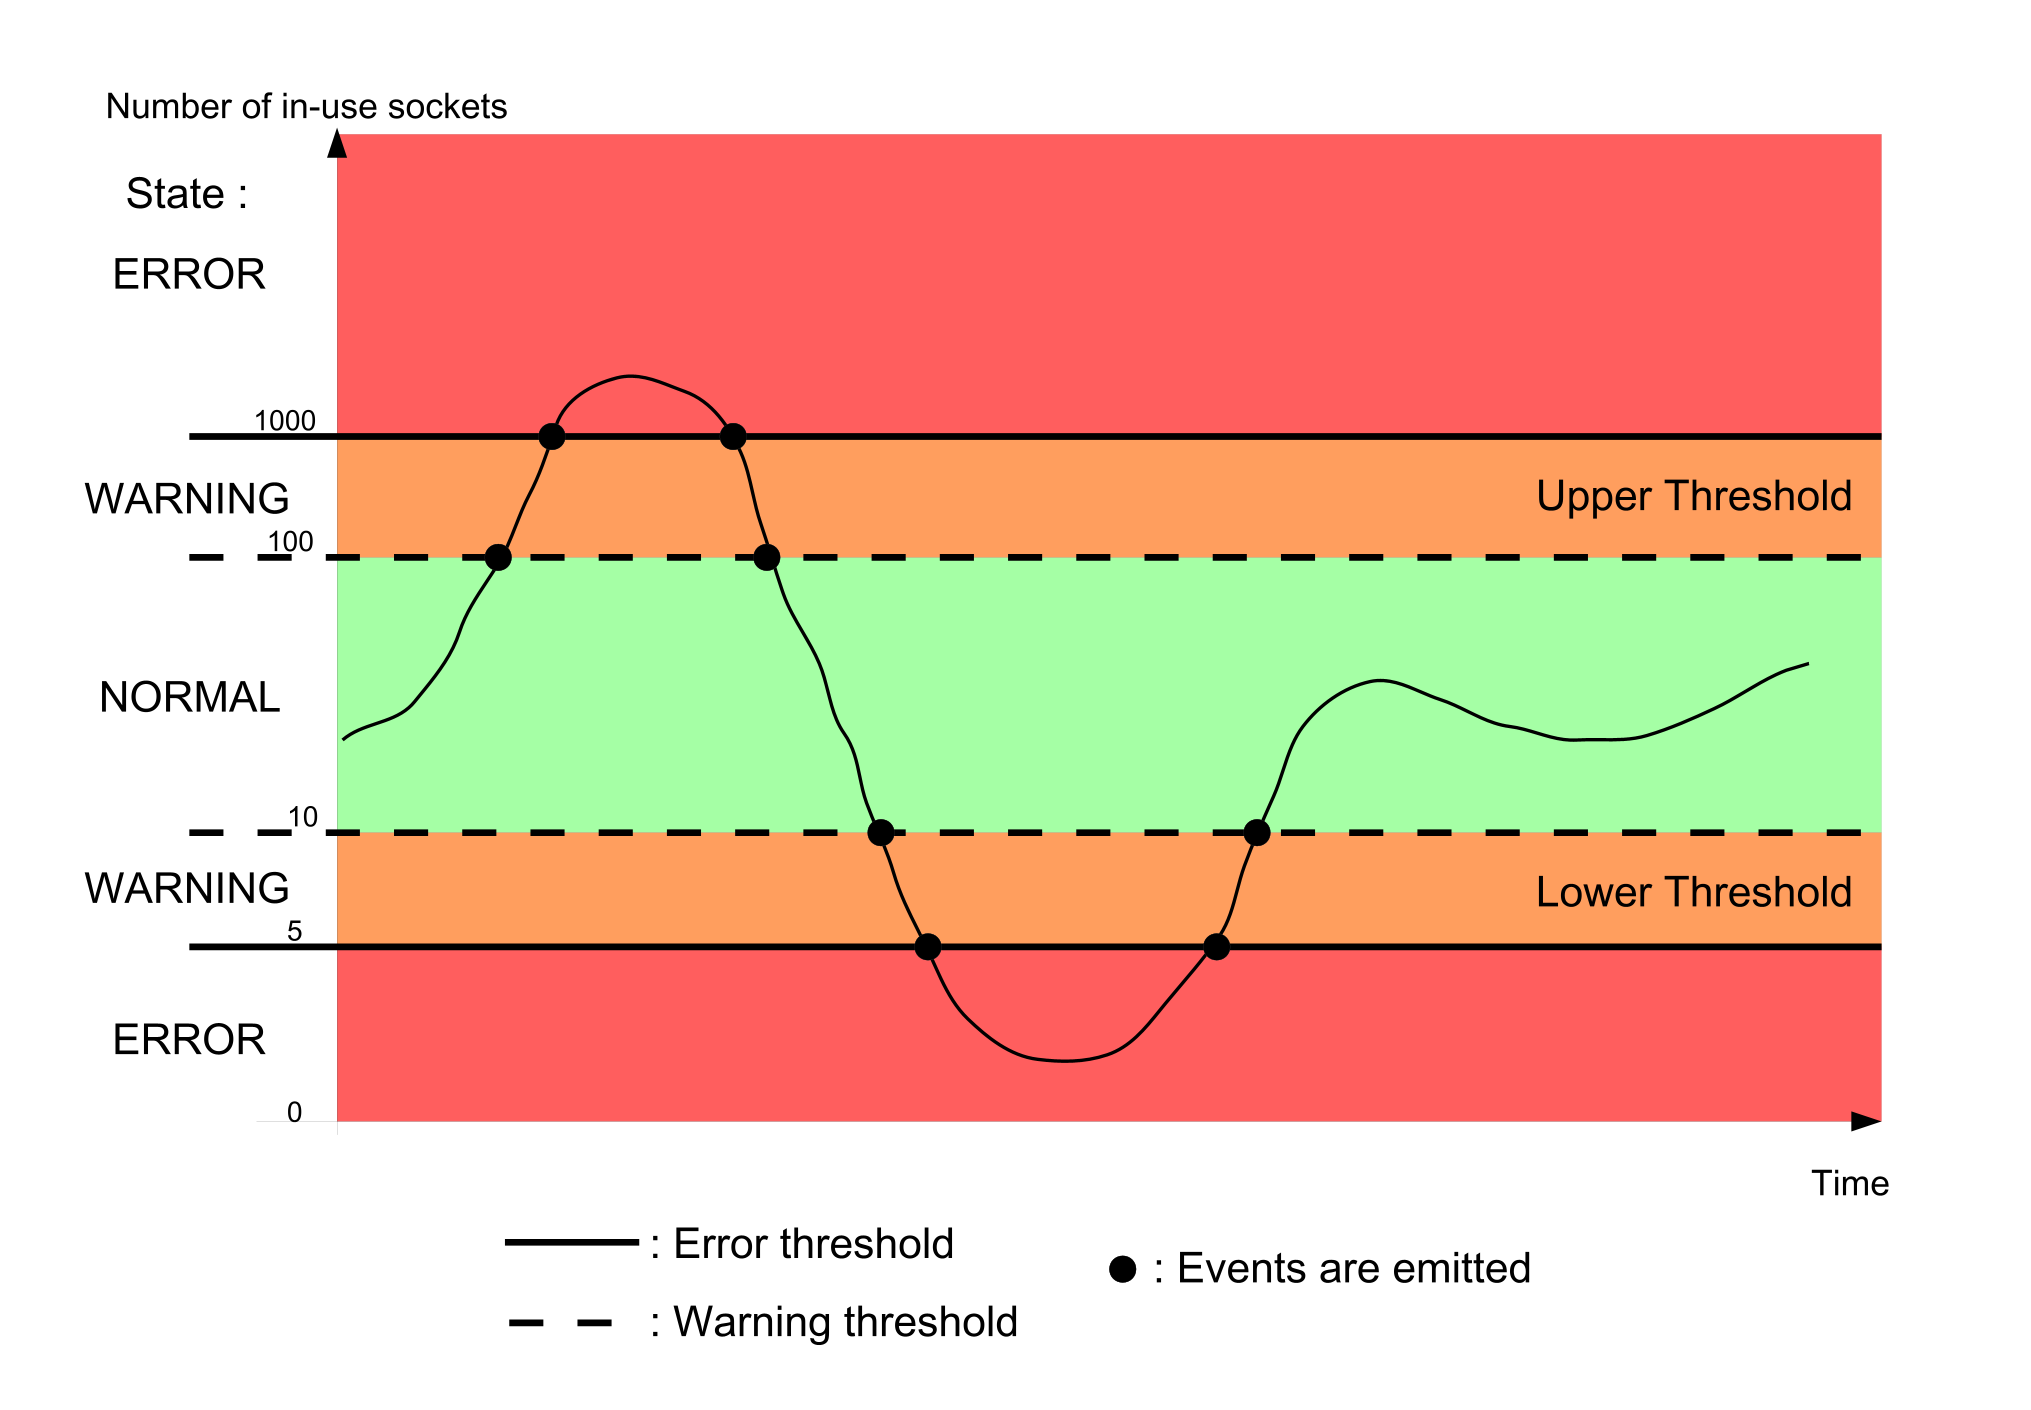 Number of in-use sockets
State :
ERROR
1000
WARNING
Upper Threshold
100
NORMAL
10
WARNING
Lower Threshold
5
ERROR
0
Time
: Error threshold
: Events are emitted
: Warning threshold